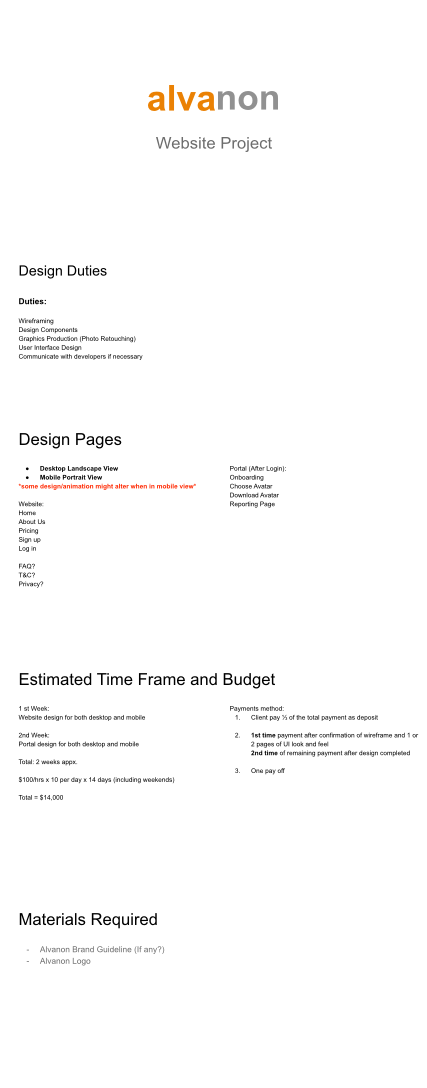 alvanon
Website Project
Design Duties
Duties:
Wireframing
Design Components
Graphics Production (Photo Retouching)
User Interface Design
Communicate with developers if necessary
Design Pages
● Desktop Landscape View
● Mobile Portrait View
*some design/animation might alter when in mobile view*
Website:
Home
About Us
Pricing
Sign up
Log in
FAQ?
T&C?
Privacy?
Portal (After Login):
Onboarding
Choose Avatar
Download Avatar
Reporting Page
Estimated Time Frame and Budget
1 st Week:
Website design for both desktop and mobile
2nd Week:
Portal design for both desktop and mobile
Total: 2 weeks appx.
$100/hrs x 10 per day x 14 days (including weekends)
Total = $14,000
Payments method:
1. Client pay ⅓ of the total payment as deposit
2. 1st time payment after confirmation of wireframe and 1 or
2 pages of UI look and feel
2nd time of remaining payment after design completed
3. One pay off
Materials Required
- Alvanon Brand Guideline (If any?)
- Alvanon Logo